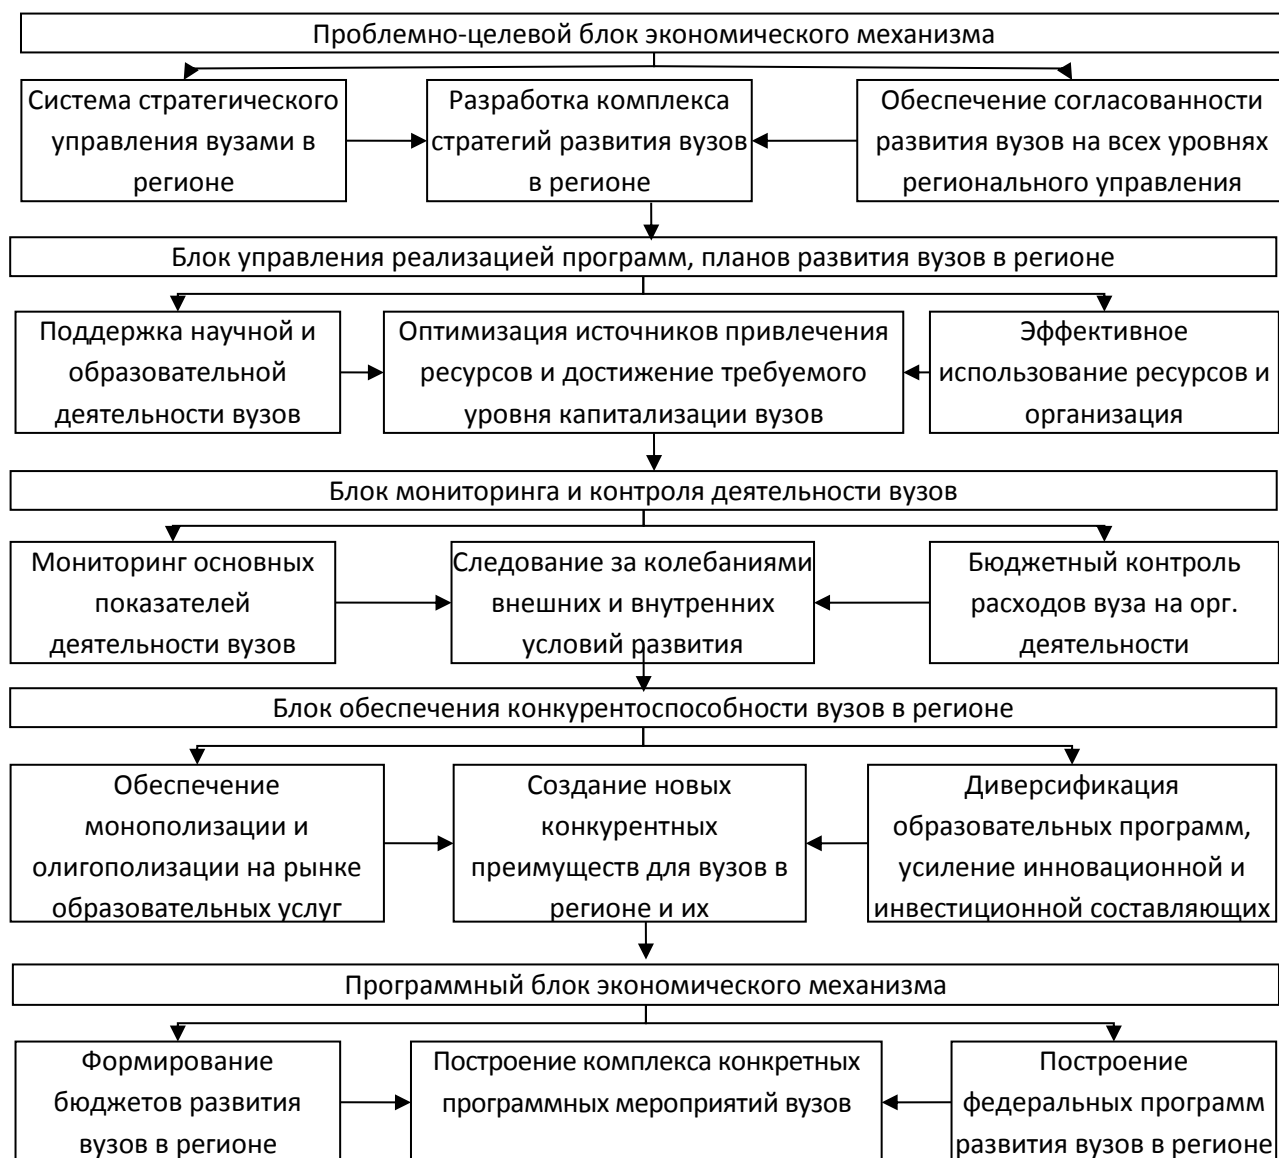 Проблемно-целевой блок экономического механизма
Система стратегического
управления вузами в
регионе
Разработка комплекса
стратегий развития вузов
в регионе
Обеспечение согласованности
развития вузов на всех уровнях
регионального управления
Блок управления реализацией программ, планов развития вузов в регионе
Поддержка научной и
образовательной
деятельности вузов
Оптимизация источников привлечения
ресурсов и достижение требуемого
уровня капитализации вузов
Эффективное
использование ресурсов и
организация
Блок мониторинга и контроля деятельности вузов
Мониторинг основных
показателей
деятельности вузов
Следование за колебаниями
внешних и внутренних
условий развития
Бюджетный контроль
расходов вуза на орг.
деятельности
Блок обеспечения конкурентоспособности вузов в регионе
Обеспечение
монополизации и
олигополизации на рынке
образовательных услуг
Создание новых
конкурентных
преимуществ для вузов в
регионе и их
Диверсификация
образовательных программ,
усиление инновационной и
инвестиционной составляющих
Программный блок экономического механизма
Формирование
бюджетов развития
вузов в регионе
Построение комплекса конкретных
программных мероприятий вузов
Построение
федеральных программ
развития вузов в регионе